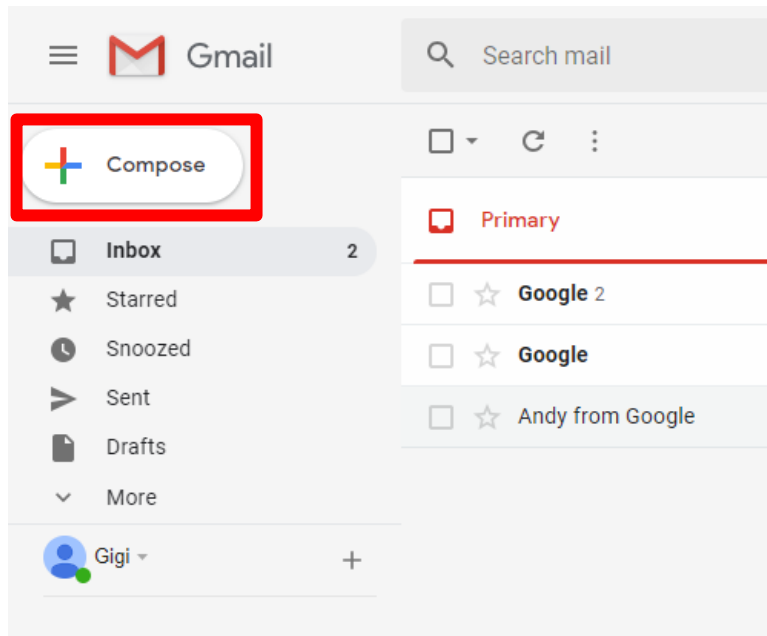 Gmail
Search mail
Compose
Primary
Inbox 2
Starred
Snoozed
Sent
Drafts
More
Google 2
Google
Andy from Google
Gigi